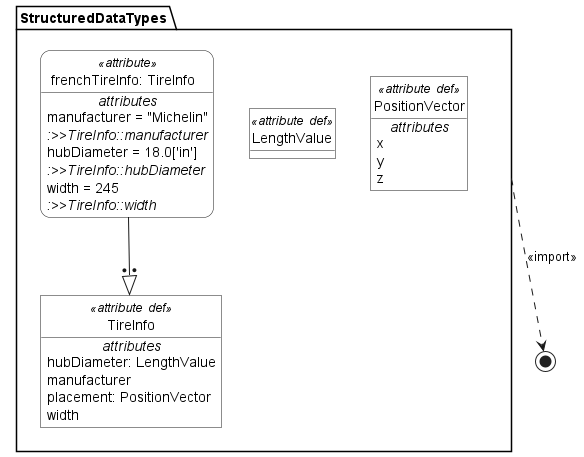 StructuredDataTypes
«attribute»
frenchTireInfo: TireInfo
attributes
manufacturer = "Michelin"
:>>TireInfo::manufacturer
hubDiameter = 18.0['in']
:>>TireInfo::hubDiameter
width = 245
:>>TireInfo::width
«attribute def»
LengthValue
«attribute def»
PositionVector
attributes
x
y
z
«import»
«attribute def»
TireInfo
attributes
hubDiameter: LengthValue
manufacturer
placement: PositionVector
width